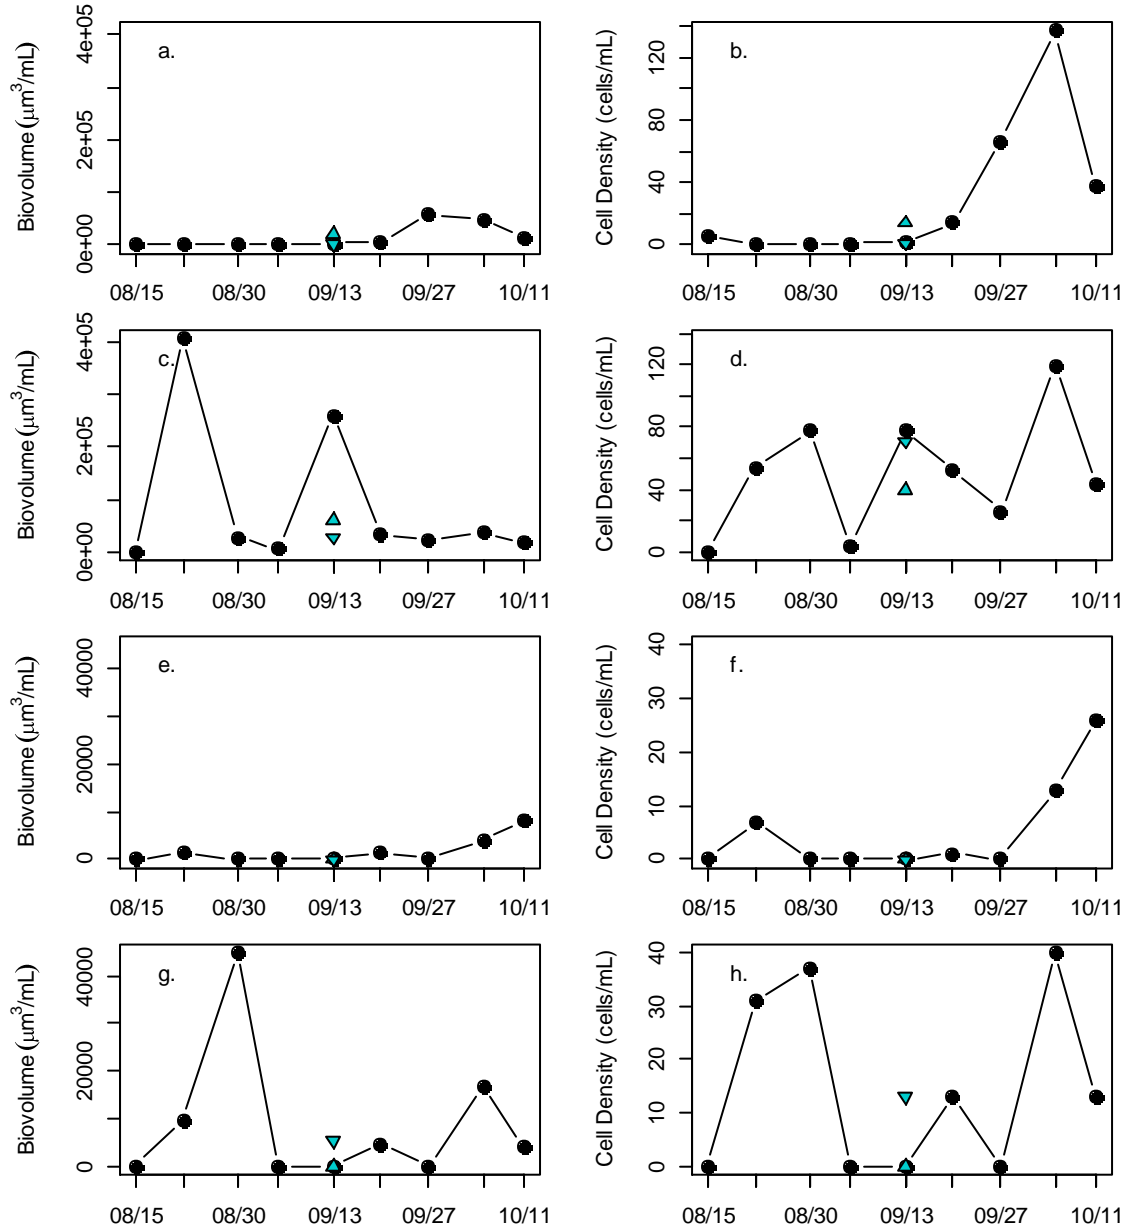 Biovolume (μm³/mL)
0e+00 2e+05 4e+05
a.
08/15 08/30 09/13 09/27 10/11
Cell Density (cells/mL)
0 40 80 120
b.
08/15 08/30 09/13 09/27 10/11
Biovolume (μm³/mL)
0e+00 2e+05 4e+05
c.
08/15 08/30 09/13 09/27 10/11
Cell Density (cells/mL)
0 40 80 120
d.
08/15 08/30 09/13 09/27 10/11
Biovolume (μm³/mL)
0 20000 40000
e.
08/15 08/30 09/13 09/27 10/11
Cell Density (cells/mL)
0 10 20 30 40
f.
08/15 08/30 09/13 09/27 10/11
Biovolume (μm³/mL)
0 20000 40000
g.
08/15 08/30 09/13 09/27 10/11
Cell Density (cells/mL)
0 10 20 30 40
h.
08/15 08/30 09/13 09/27 10/11